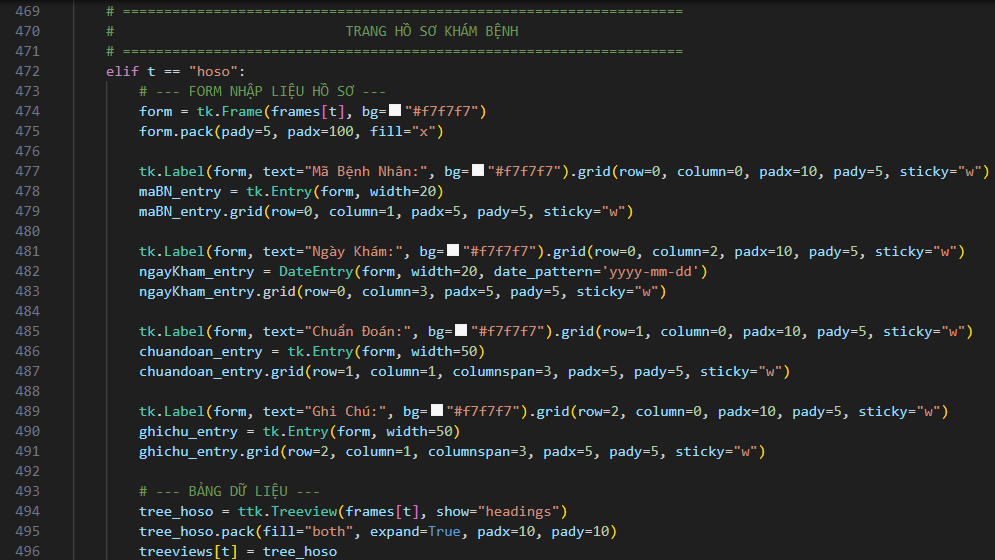 469 # ====================================================================
470 #                            TRANG HỒ SƠ KHÁM BỆNH
471 # ====================================================================
472 elif t == "hoso":
473     # --- FORM NHẬP LIỆU HỒ SƠ ---
474     form = tk.Frame(frames[t], bg="#f7f7f7")
475     form.pack(pady=5, padx=100, fill="x")
476
477     tk.Label(form, text="Mã Bệnh Nhân:", bg="#f7f7f7").grid(row=0, column=0, padx=10, pady=5, sticky="w")
478     maBN_entry = tk.Entry(form, width=20)
479     maBN_entry.grid(row=0, column=1, padx=5, pady=5, sticky="w")
480
481     tk.Label(form, text="Ngày Khám:", bg="#f7f7f7").grid(row=0, column=2, padx=10, pady=5, sticky="w")
482     ngayKham_entry = DateEntry(form, width=20, date_pattern='yyyy-mm-dd')
483     ngayKham_entry.grid(row=0, column=3, padx=5, pady=5, sticky="w")
484
485     tk.Label(form, text="Chuẩn Đoán:", bg="#f7f7f7").grid(row=1, column=0, padx=10, pady=5, sticky="w")
486     chuandoan_entry = tk.Entry(form, width=50)
487     chuandoan_entry.grid(row=1, column=1, columnspan=3, padx=5, pady=5, sticky="w")
488
489     tk.Label(form, text="Ghi Chú:", bg="#f7f7f7").grid(row=2, column=0, padx=10, pady=5, sticky="w")
490     ghichu_entry = tk.Entry(form, width=50)
491     ghichu_entry.grid(row=2, column=1, columnspan=3, padx=5, pady=5, sticky="w")
492
493     # --- BẢNG DỮ LIỆU ---
494     tree_hoso = ttk.Treeview(frames[t], show="headings")
495     tree_hoso.pack(fill="both", expand=True, padx=10, pady=10)
496     treeviews[t] = tree_hoso